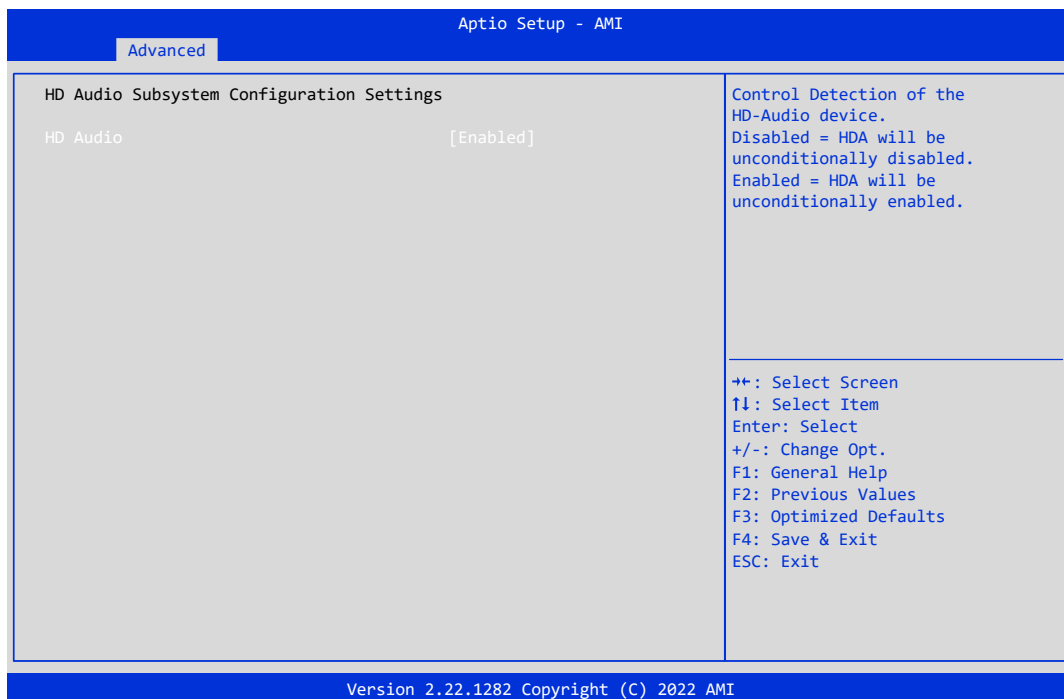 Aptio Setup - AMI
Advanced
HD Audio Subsystem Configuration Settings
HD Audio [Enabled]
Control Detection of the
HD-Audio device.
Disabled = HDA will be
unconditionally disabled.
Enabled = HDA will be
unconditionally enabled.
→←: Select Screen
↑↓: Select Item
Enter: Select
+/-: Change Opt.
F1: General Help
F2: Previous Values
F3: Optimized Defaults
F4: Save & Exit
ESC: Exit
Version 2.22.1282 Copyright (C) 2022 AMI